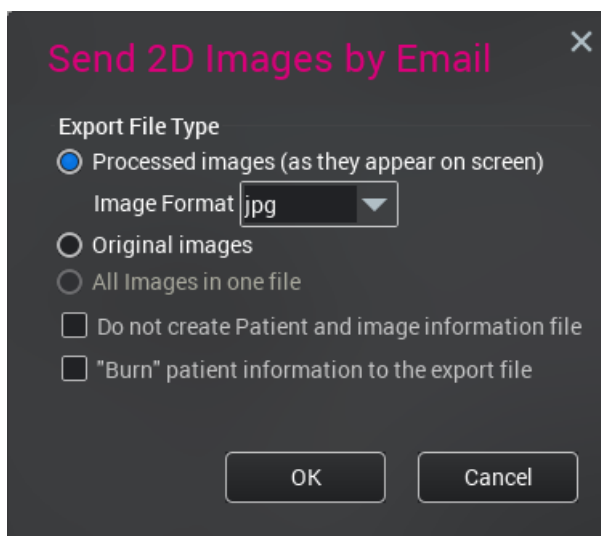 Send 2D Images by Email
Export File Type
Processed images (as they appear on screen)
Image Format jpg
Original images
All Images in one file
Do not create Patient and image information file
"Burn" patient information to the export file
OK Cancel